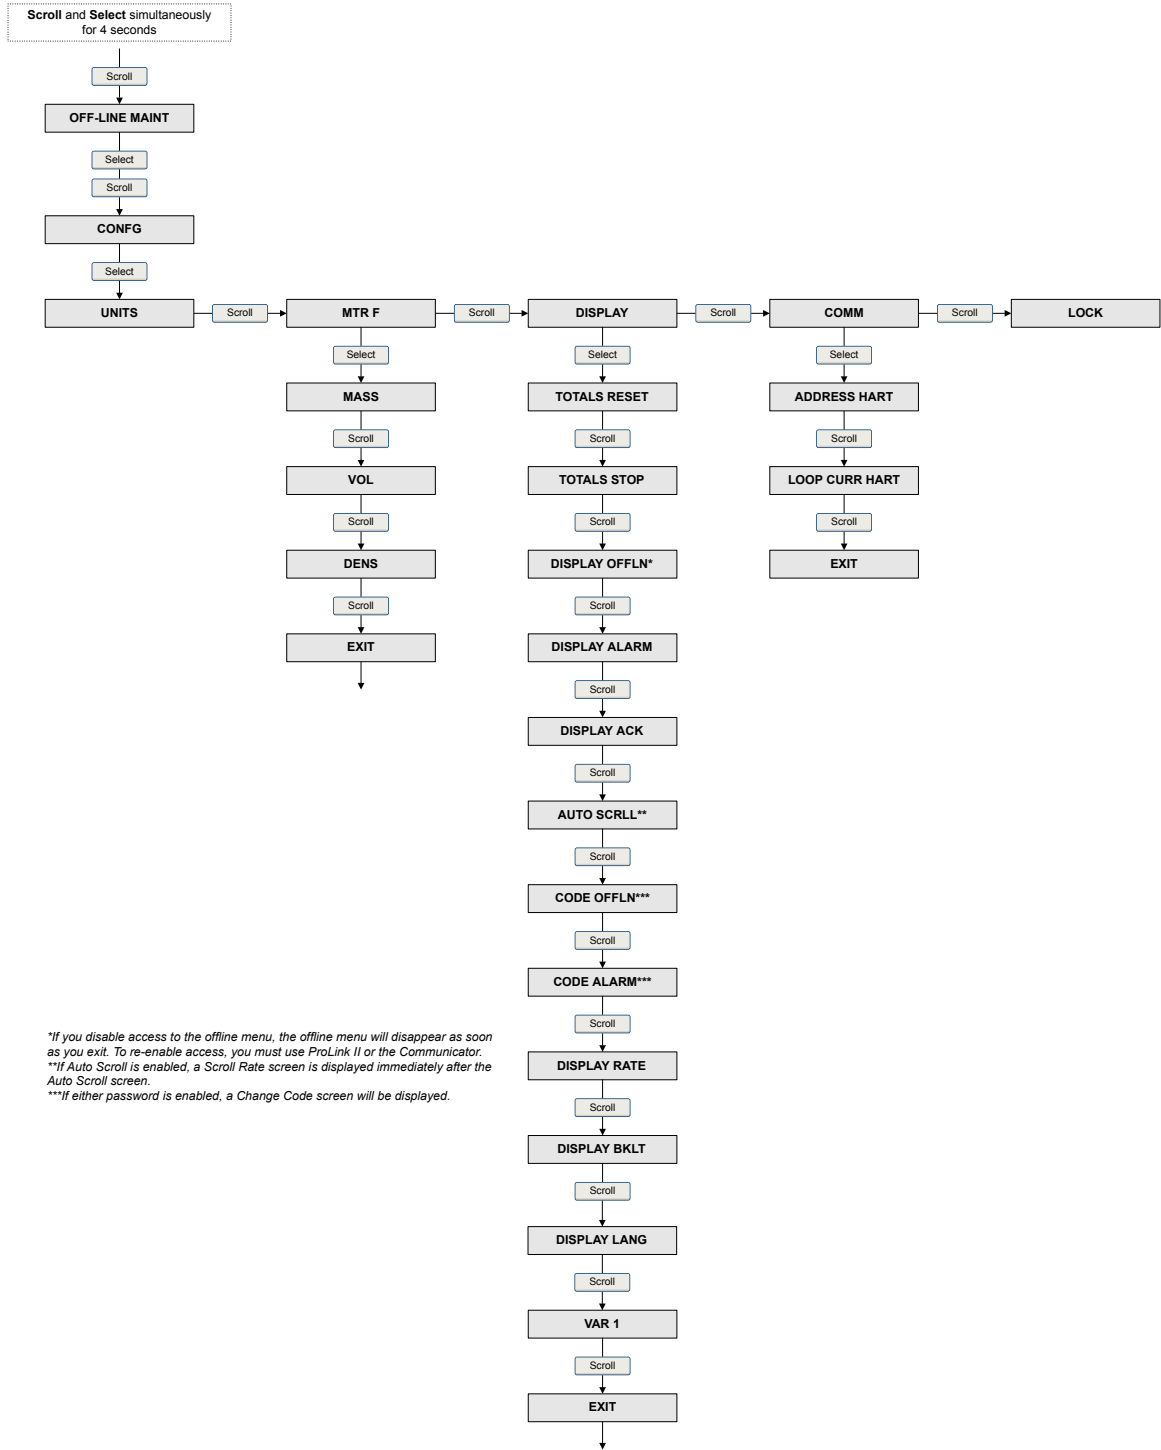 Scroll and Select simultaneously
for 4 seconds
Scroll
OFF-LINE MAINT
Select
Scroll
CONFG
Select
UNITS
Scroll
MTR F
Scroll
DISPLAY
Scroll
COMM
Scroll
LOCK
Select
MASS
Scroll
VOL
Scroll
DENS
Scroll
EXIT
Select
TOTALS RESET
Scroll
TOTALS STOP
Scroll
DISPLAY OFFLN*
Scroll
DISPLAY ALARM
Scroll
DISPLAY ACK
Scroll
AUTO SCRLL**
Scroll
CODE OFFLN***
Scroll
CODE ALARM***
Scroll
DISPLAY RATE
Scroll
DISPLAY BKLT
Scroll
DISPLAY LANG
Scroll
VAR 1
Scroll
EXIT
Select
ADDRESS HART
Scroll
LOOP CURR HART
Scroll
EXIT
*If you disable access to the offline menu, the offline menu will disappear as soon
as you exit. To re-enable access, you must use ProLink II or the Communicator.
**If Auto Scroll is enabled, a Scroll Rate screen is displayed immediately after the
Auto Scroll screen.
***If either password is enabled, a Change Code screen will be displayed.